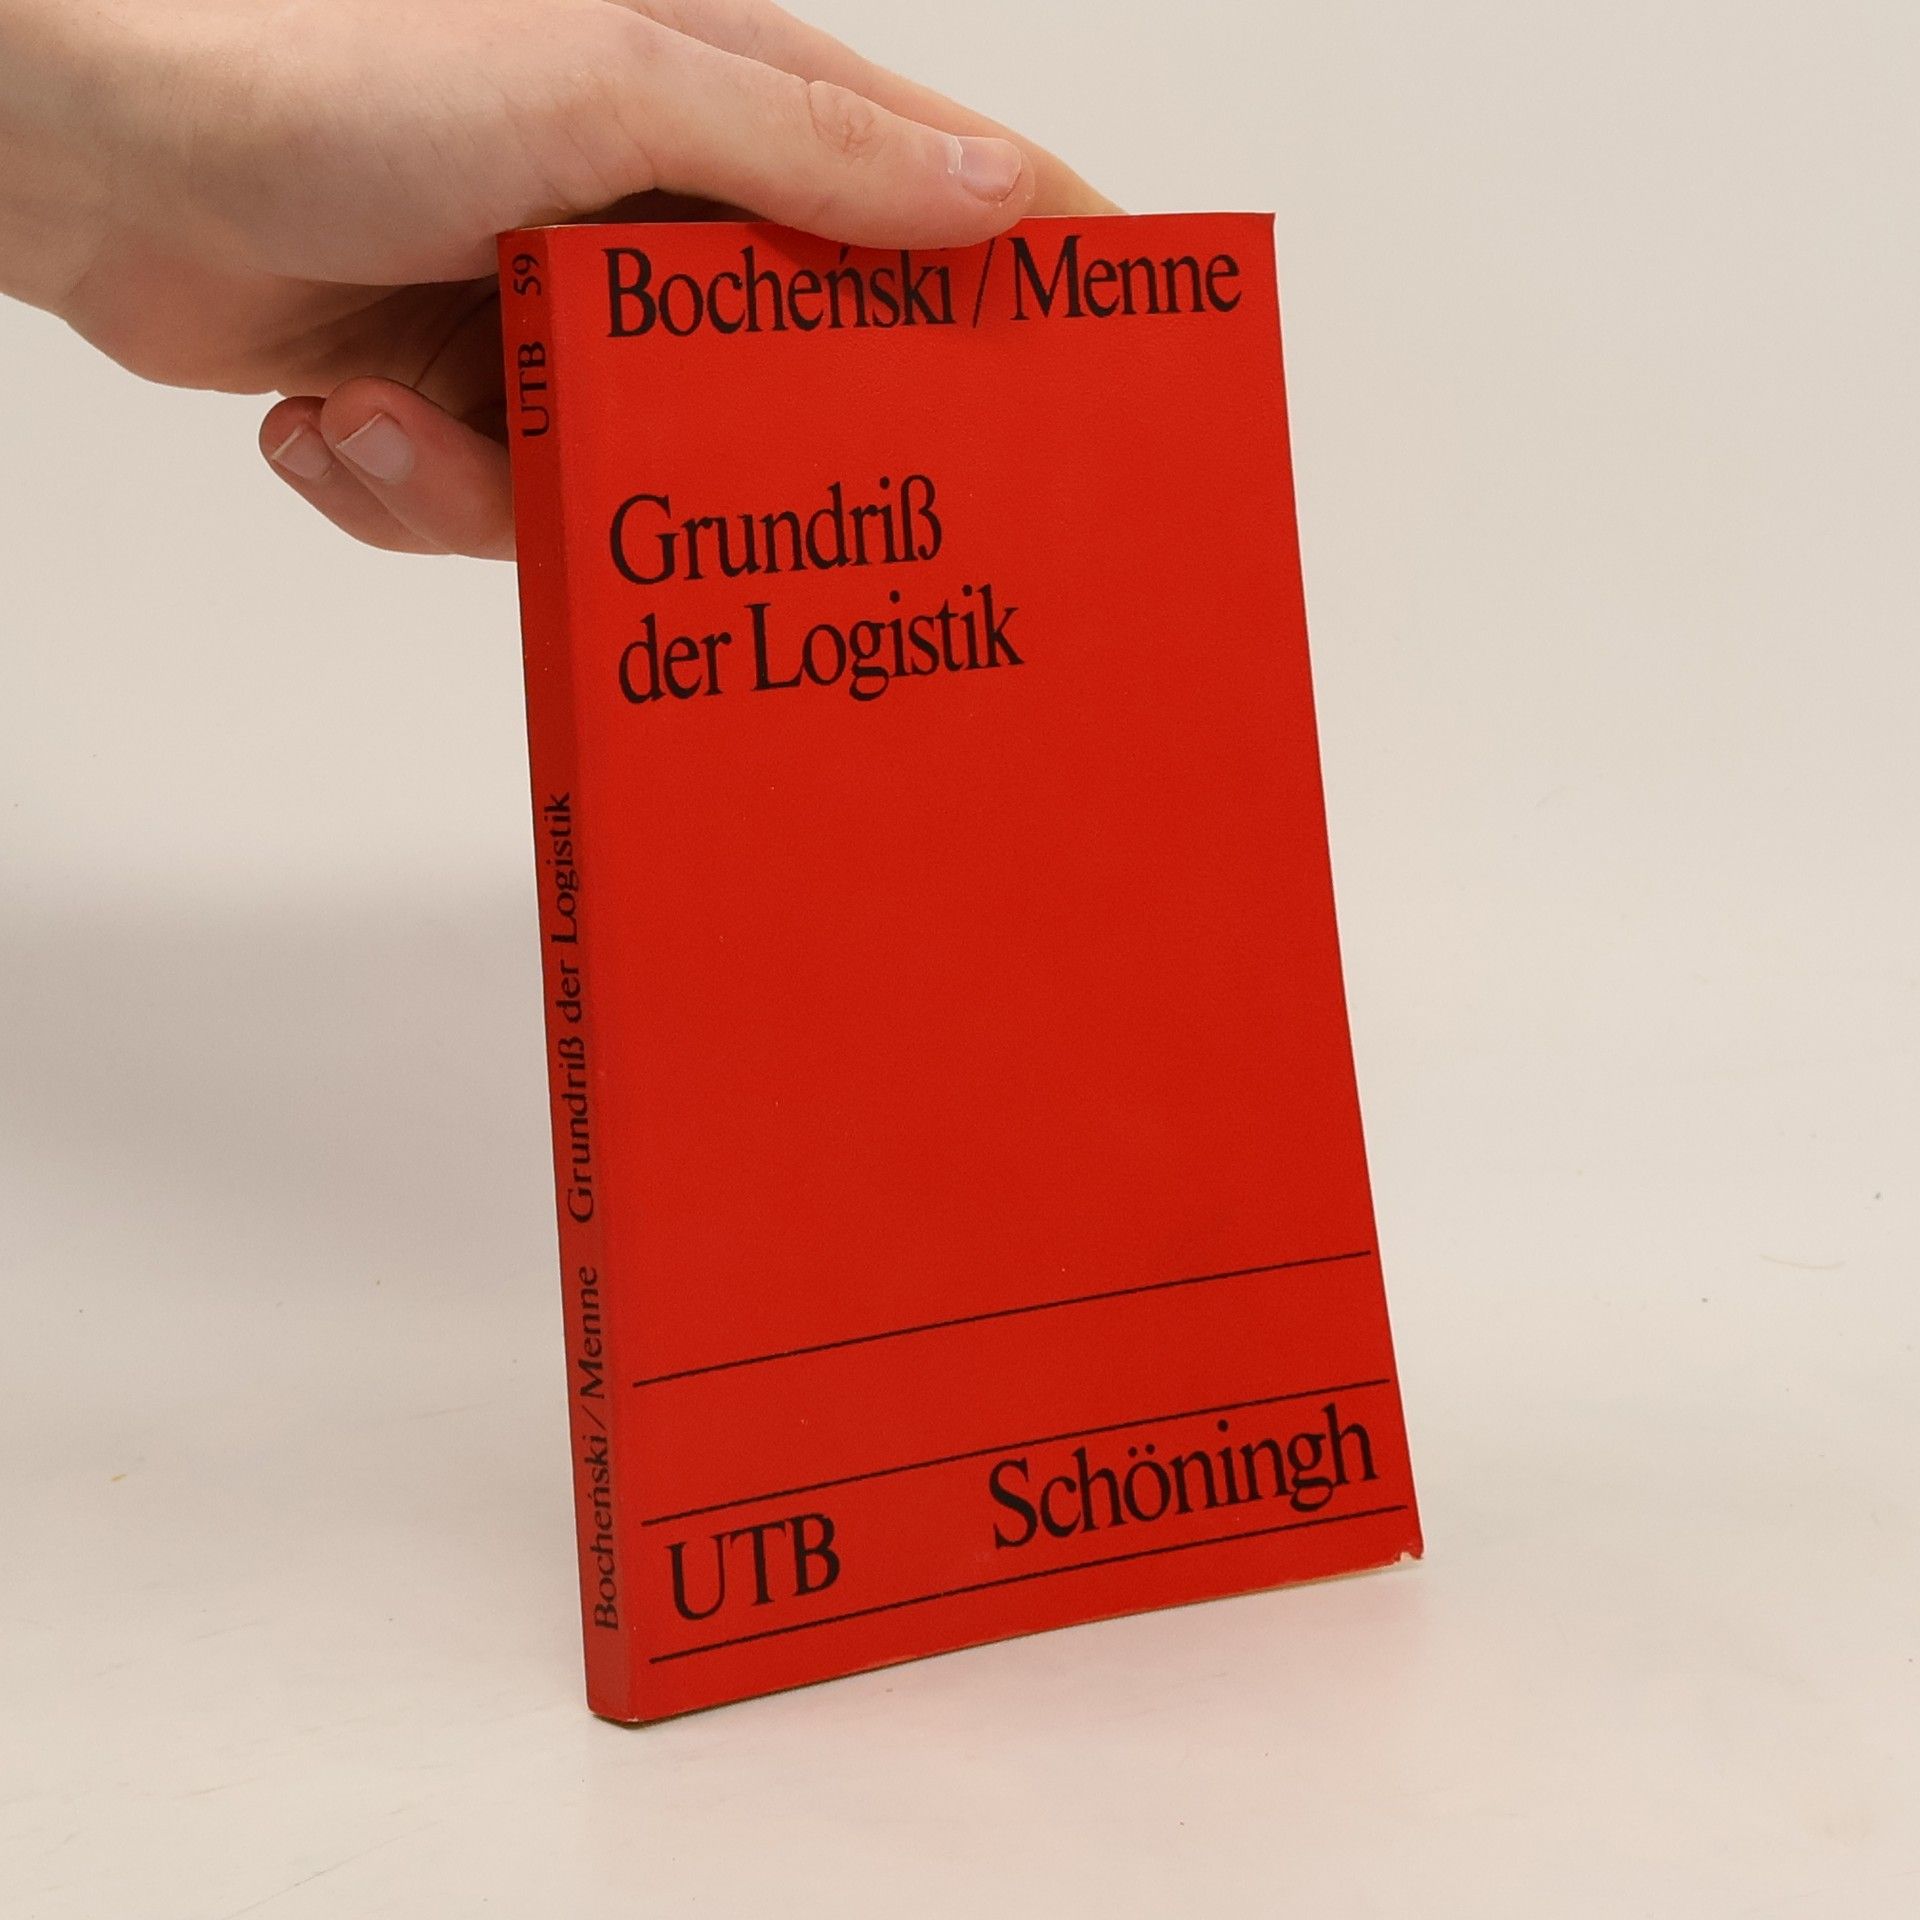 Bocheński / Menne
Grundriß
der Logistik
UTB Schöningh
Bocheński / Menne Grundriß der Logistik UTB 59